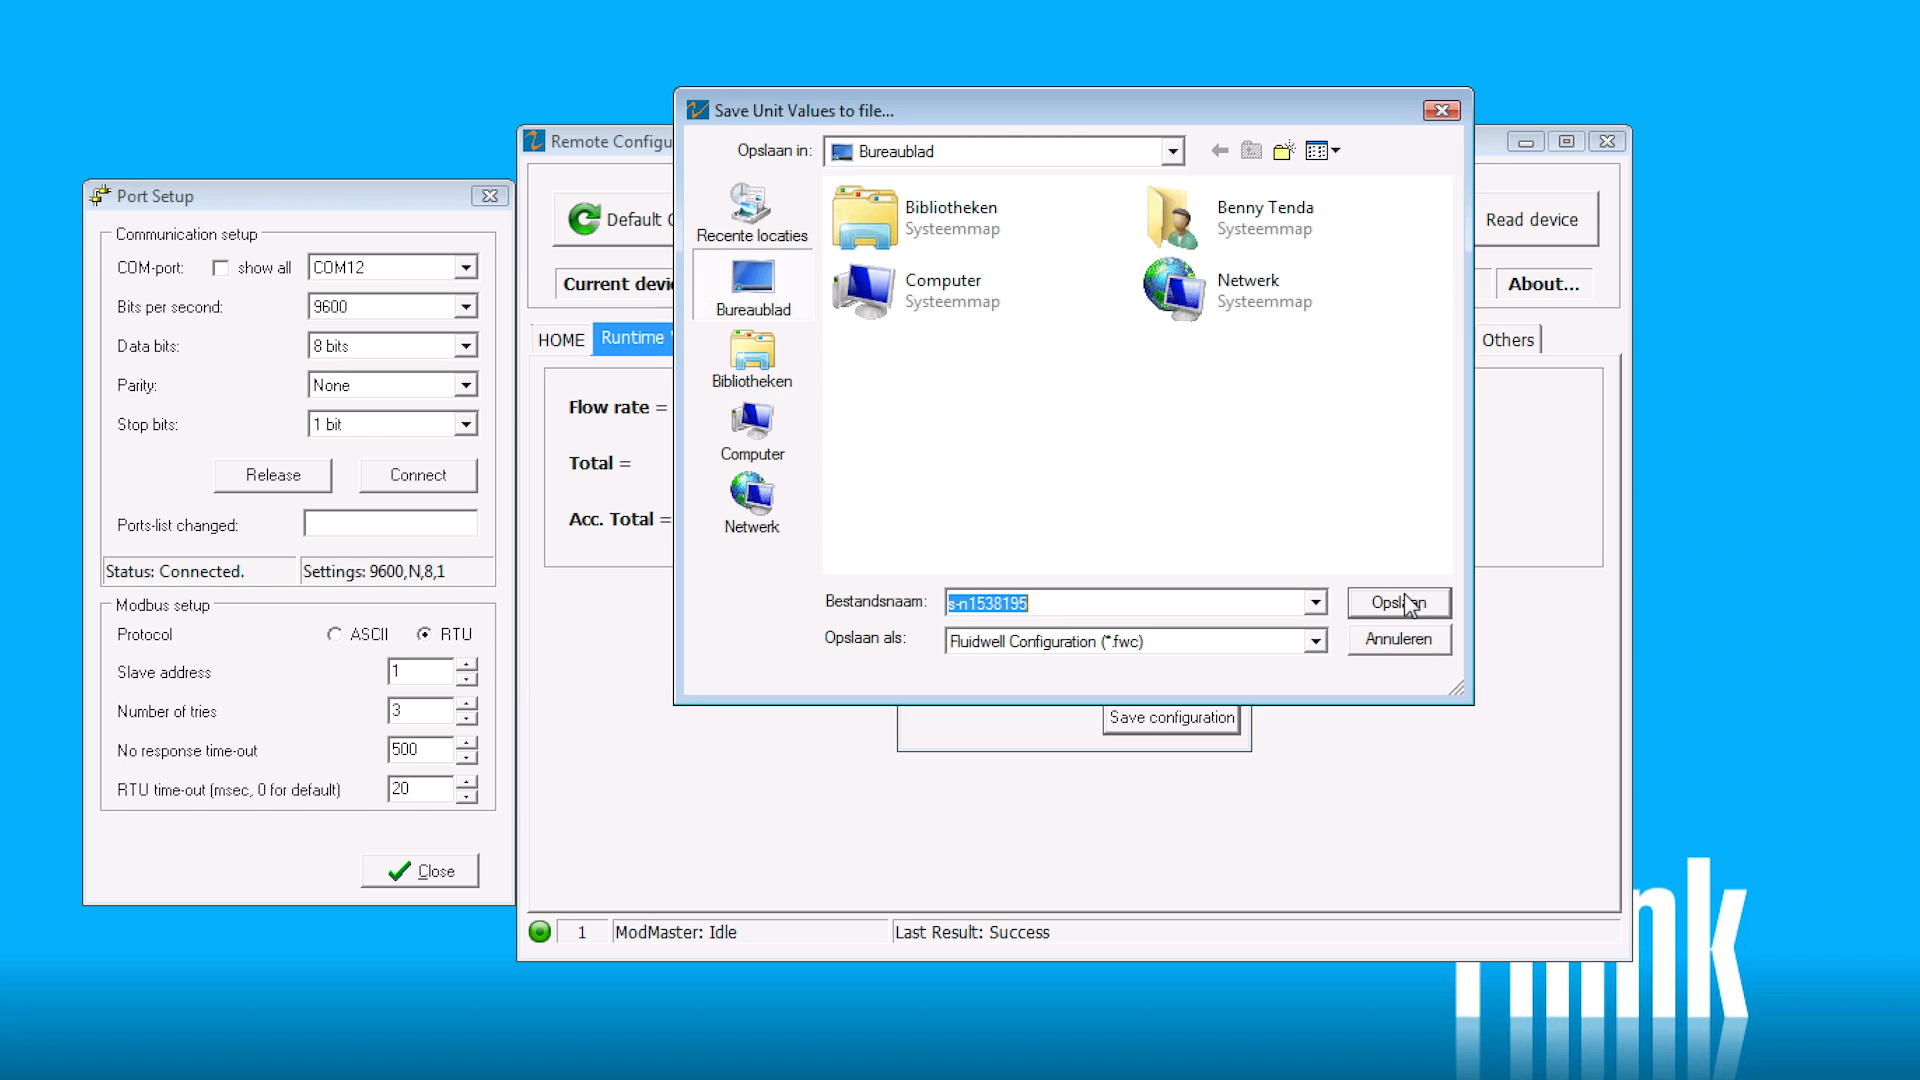 Port Setup
Communication setup
COM-port:
show all
COM12
Bits per second:
9600
Data bits:
8 bits
Parity:
None
Stop bits:
1 bit
Release
Connect
Ports-list changed:
Status: Connected.
Settings: 9600,N,8,1
Modbus setup
Protocol
ASCII
RTU
Slave address
1
Number of tries
3
No response time-out
500
RTU time-out (msec, 0 for default)
20
Close
Remote Configu
Default
Read device
Current devi
About...
HOME
Runtime
Others
Flow rate =
Total =
Acc. Total =
Save configuration
1
ModMaster: Idle
Last Result: Success
Save Unit Values to file...
Opslaan in:
Bureaublad
Recente locaties
Bureaublad
Bibliotheken
Computer
Netwerk
Bibliotheken
Systeemmap
Benny Tenda
Systeemmap
Computer
Systeemmap
Netwerk
Systeemmap
Bestandsnaam:
s-n1538195
Opslaan
Opslaan als:
Fluidwell Configuration (*.fwc)
Annuleren